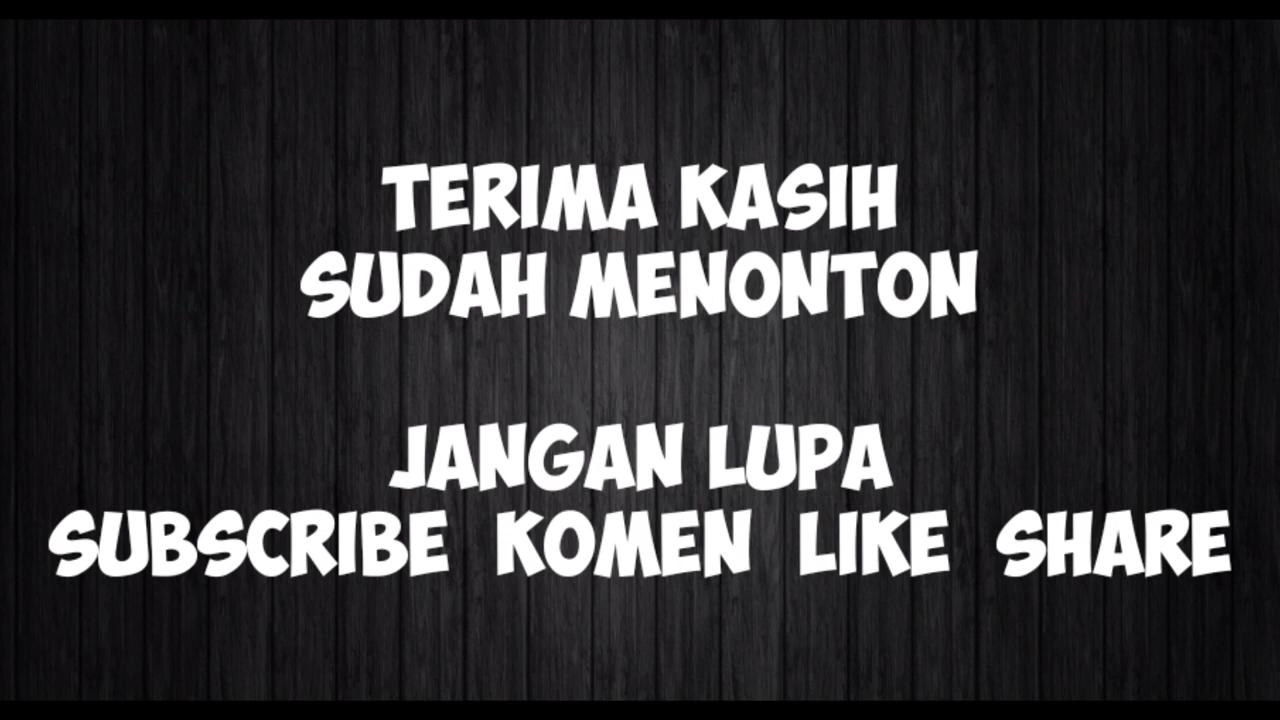 TERIMA KASIH
SUDAH MENONTON
JANGAN LUPA
SUBSCRIBE KOMEN LIKE SHARE